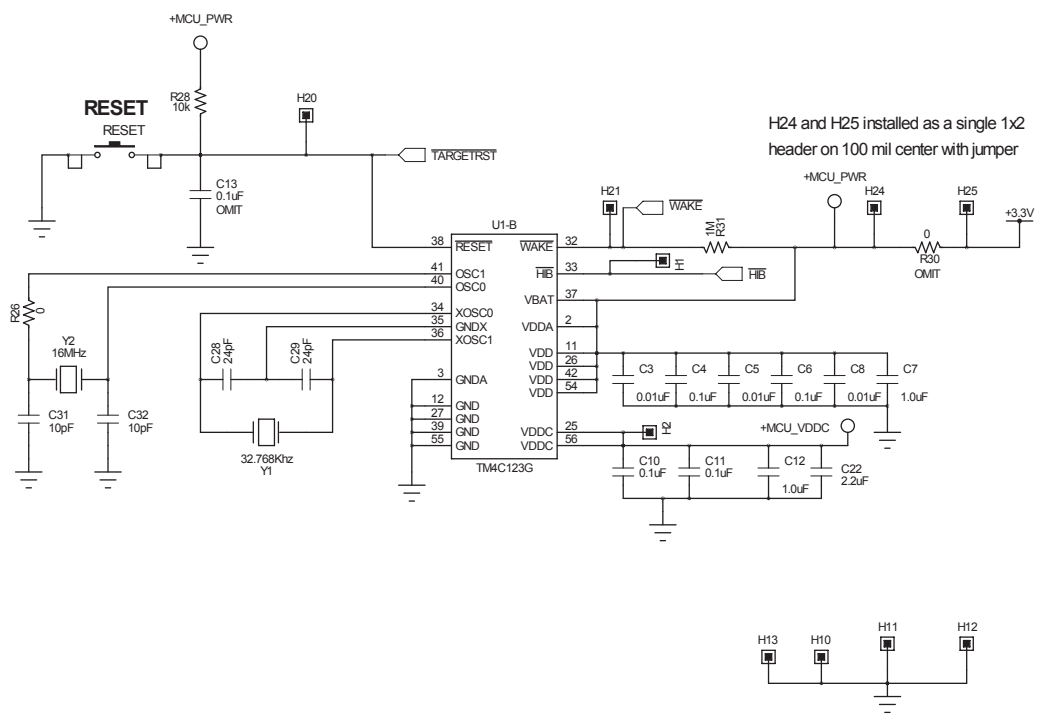 +MCU_PWR
R28
10k
H20
RESET
RESET
TARGETRST
C13
0.1uF
OMIT
H24 and H25 installed as a single 1x2
header on 100 mil center with jumper
+MCU_PWR
H21
H24
H25
WAKE
+3.3V
1M
R31
0
R30
OMIT
H1
HIB
U1-B
38
RESET
WAKE
32
41
OSC1
HIB
33
40
OSC0
VBAT
37
34
XOSC0
35
GNDX
VDDA
2
36
XOSC1
VDD
11
VDD
26
3
GNDA
VDD
42
VDD
54
12
GND
27
GND
39
GND
VDDC
25
55
GND
VDDC
56
TM4C123G
R26
0
Y2
16MHz
C31
10pF
C32
10pF
C28
24pF
C29
24pF
32.768Khz
Y1
C3
C4
C5
C6
C8
C7
0.01uF
0.1uF
0.01uF
0.1uF
0.01uF
1.0uF
H2
+MCU_VDDC
C10
0.1uF
C11
0.1uF
C12
1.0uF
C22
2.2uF
H13
H10
H11
H12